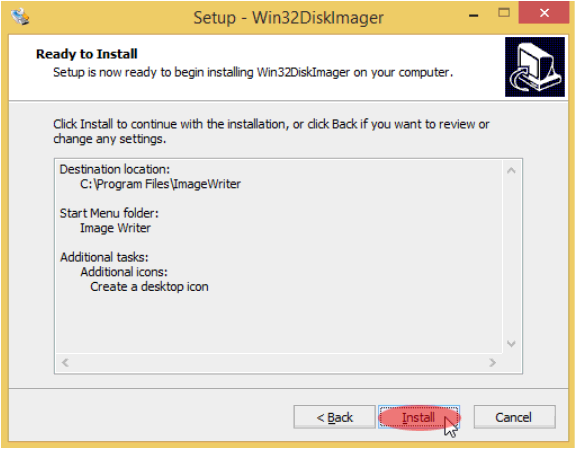 Setup - Win32DiskImager
Ready to Install
Setup is now ready to begin installing Win32DiskImager on your computer.
Click Install to continue with the installation, or click Back if you want to review or
change any settings.
Destination location:
C:\Program Files\ImageWriter
Start Menu folder:
Image Writer
Additional tasks:
Additional icons:
Create a desktop icon
< Back
Install
Cancel